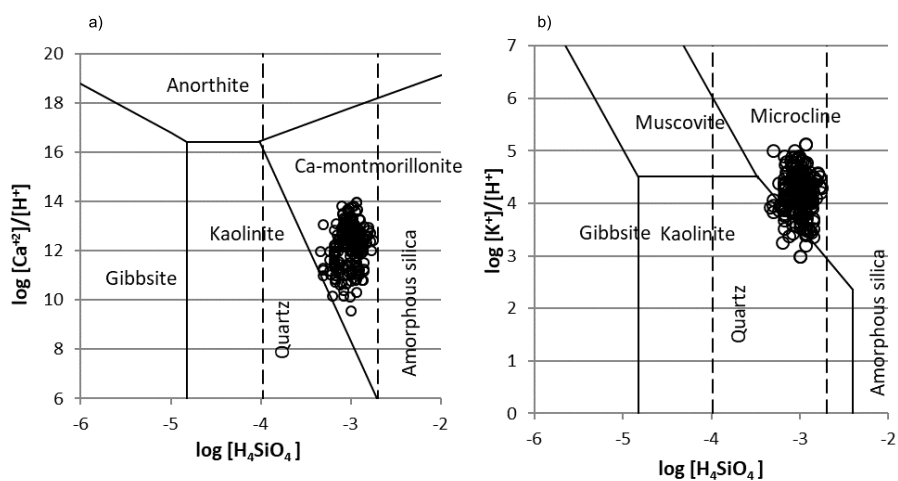 a)
20
18
16
14
12
10
8
6
-6
-5
-4
-3
-2
log [Ca⁺²]/[H⁺]
log [H₄SiO₄ ]
Anorthite
Ca-montmorillonite
Kaolinite
Gibbsite
Quartz
Amorphous silica
b)
7
6
5
4
3
2
1
0
-6
-5
-4
-3
-2
log [K⁺]/[H⁺]
log [H₄SiO₄ ]
Muscovite
Microcline
Gibbsite
Kaolinite
Quartz
Amorphous silica